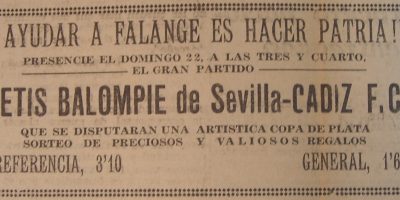 AYUDAR A FALANGE ES HACER PATRIA!
PRESENCIE EL DOMINGO 22, A LAS TRES Y CUARTO,
EL GRAN PARTIDO
ETIS BALOMPIE de Sevilla-CADIZ F. C
QUE SE DISPUTARAN UNA ARTISTICA COPA DE PLATA
SORTEO DE PRECIOSOS Y VALIOSOS REGALOS
REFERENCIA, 3'10 GENERAL, 1'6